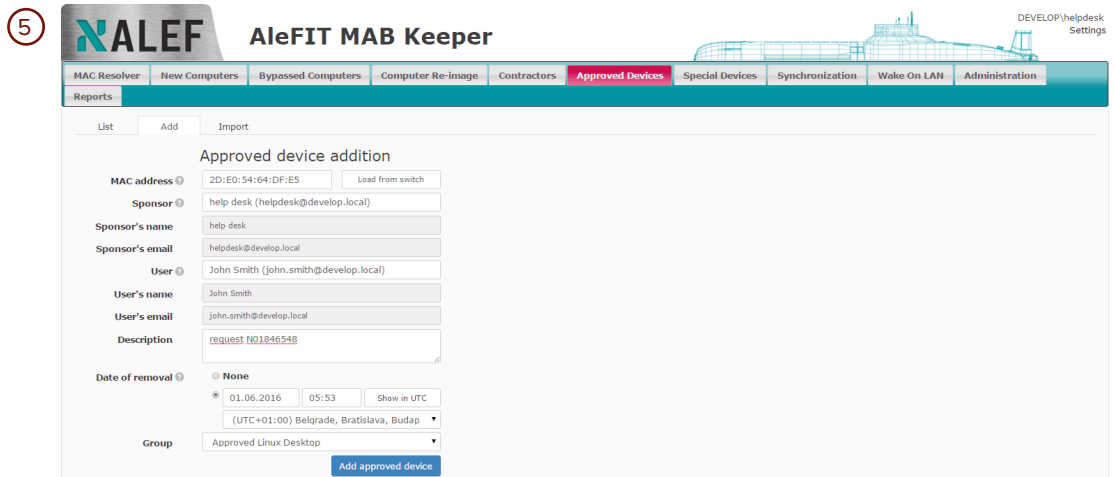 5
ALEF
AleFIT MAB Keeper
DEVELOP\helpdesk
Settings
MAC Resolver New Computers Bypassed Computers Computer Re-image Contractors Approved Devices Special Devices Synchronization Wake On LAN Administration
Reports
List Add Import
Approved device addition
MAC address 2D:E0:54:64:DF:E5 Load from switch
Sponsor help desk (helpdesk@develop.local)
Sponsor's name help desk
Sponsor's email helpdesk@develop.local
User John Smith (john.smith@develop.local)
User's name John Smith
User's email john.smith@develop.local
Description request N01846548
Date of removal None
01.06.2016 05:53 Show in UTC
(UTC+01:00) Belgrade, Bratislava, Budap
Group Approved Linux Desktop
Add approved device